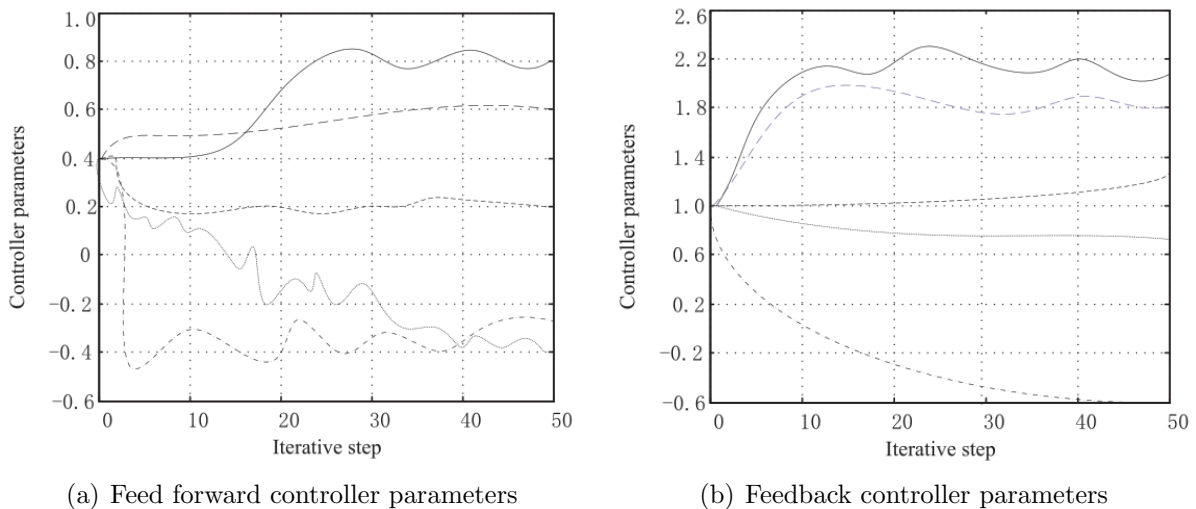 1.0
0.8
0.6
0.4
0.2
0
−0.2
−0.4
−0.6
Controller parameters
0 10 20 30 40 50
Iterative step
(a) Feed forward controller parameters
2.6
2.2
1.8
1.4
1.0
0.6
0.2
−0.2
−0.6
Controller parameters
0 10 20 30 40 50
Iterative step
(b) Feedback controller parameters